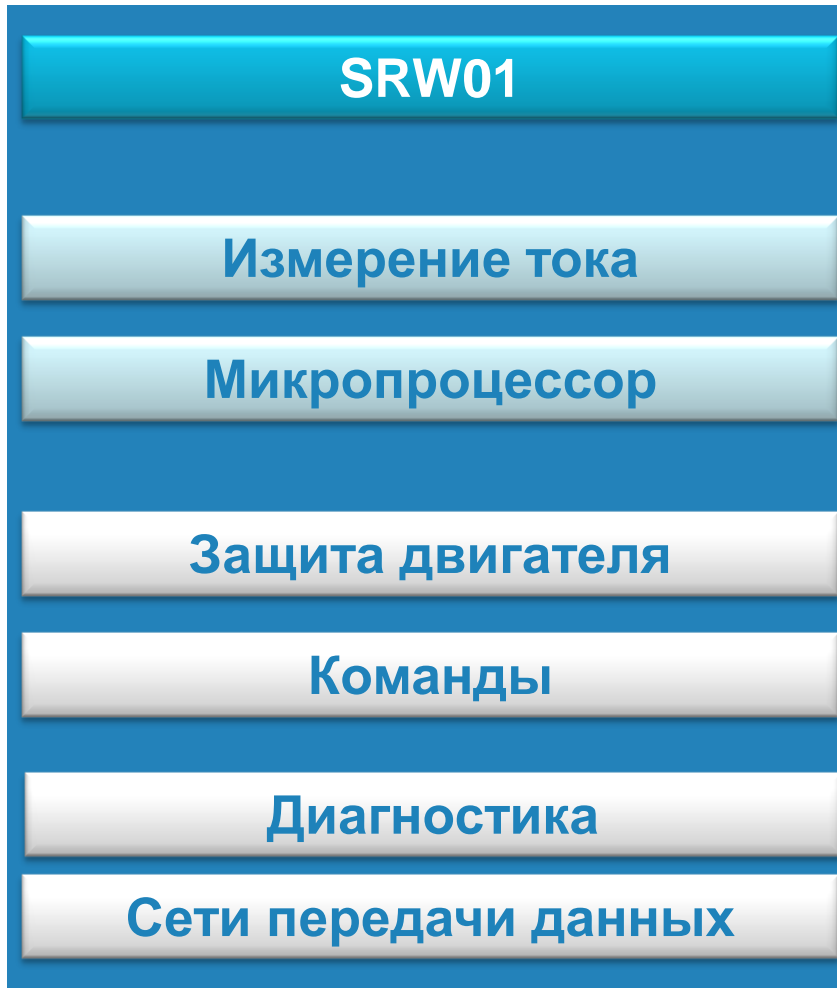 SRW01
Измерение тока
Микропроцессор
Защита двигателя
Команды
Диагностика
Сети передачи данных